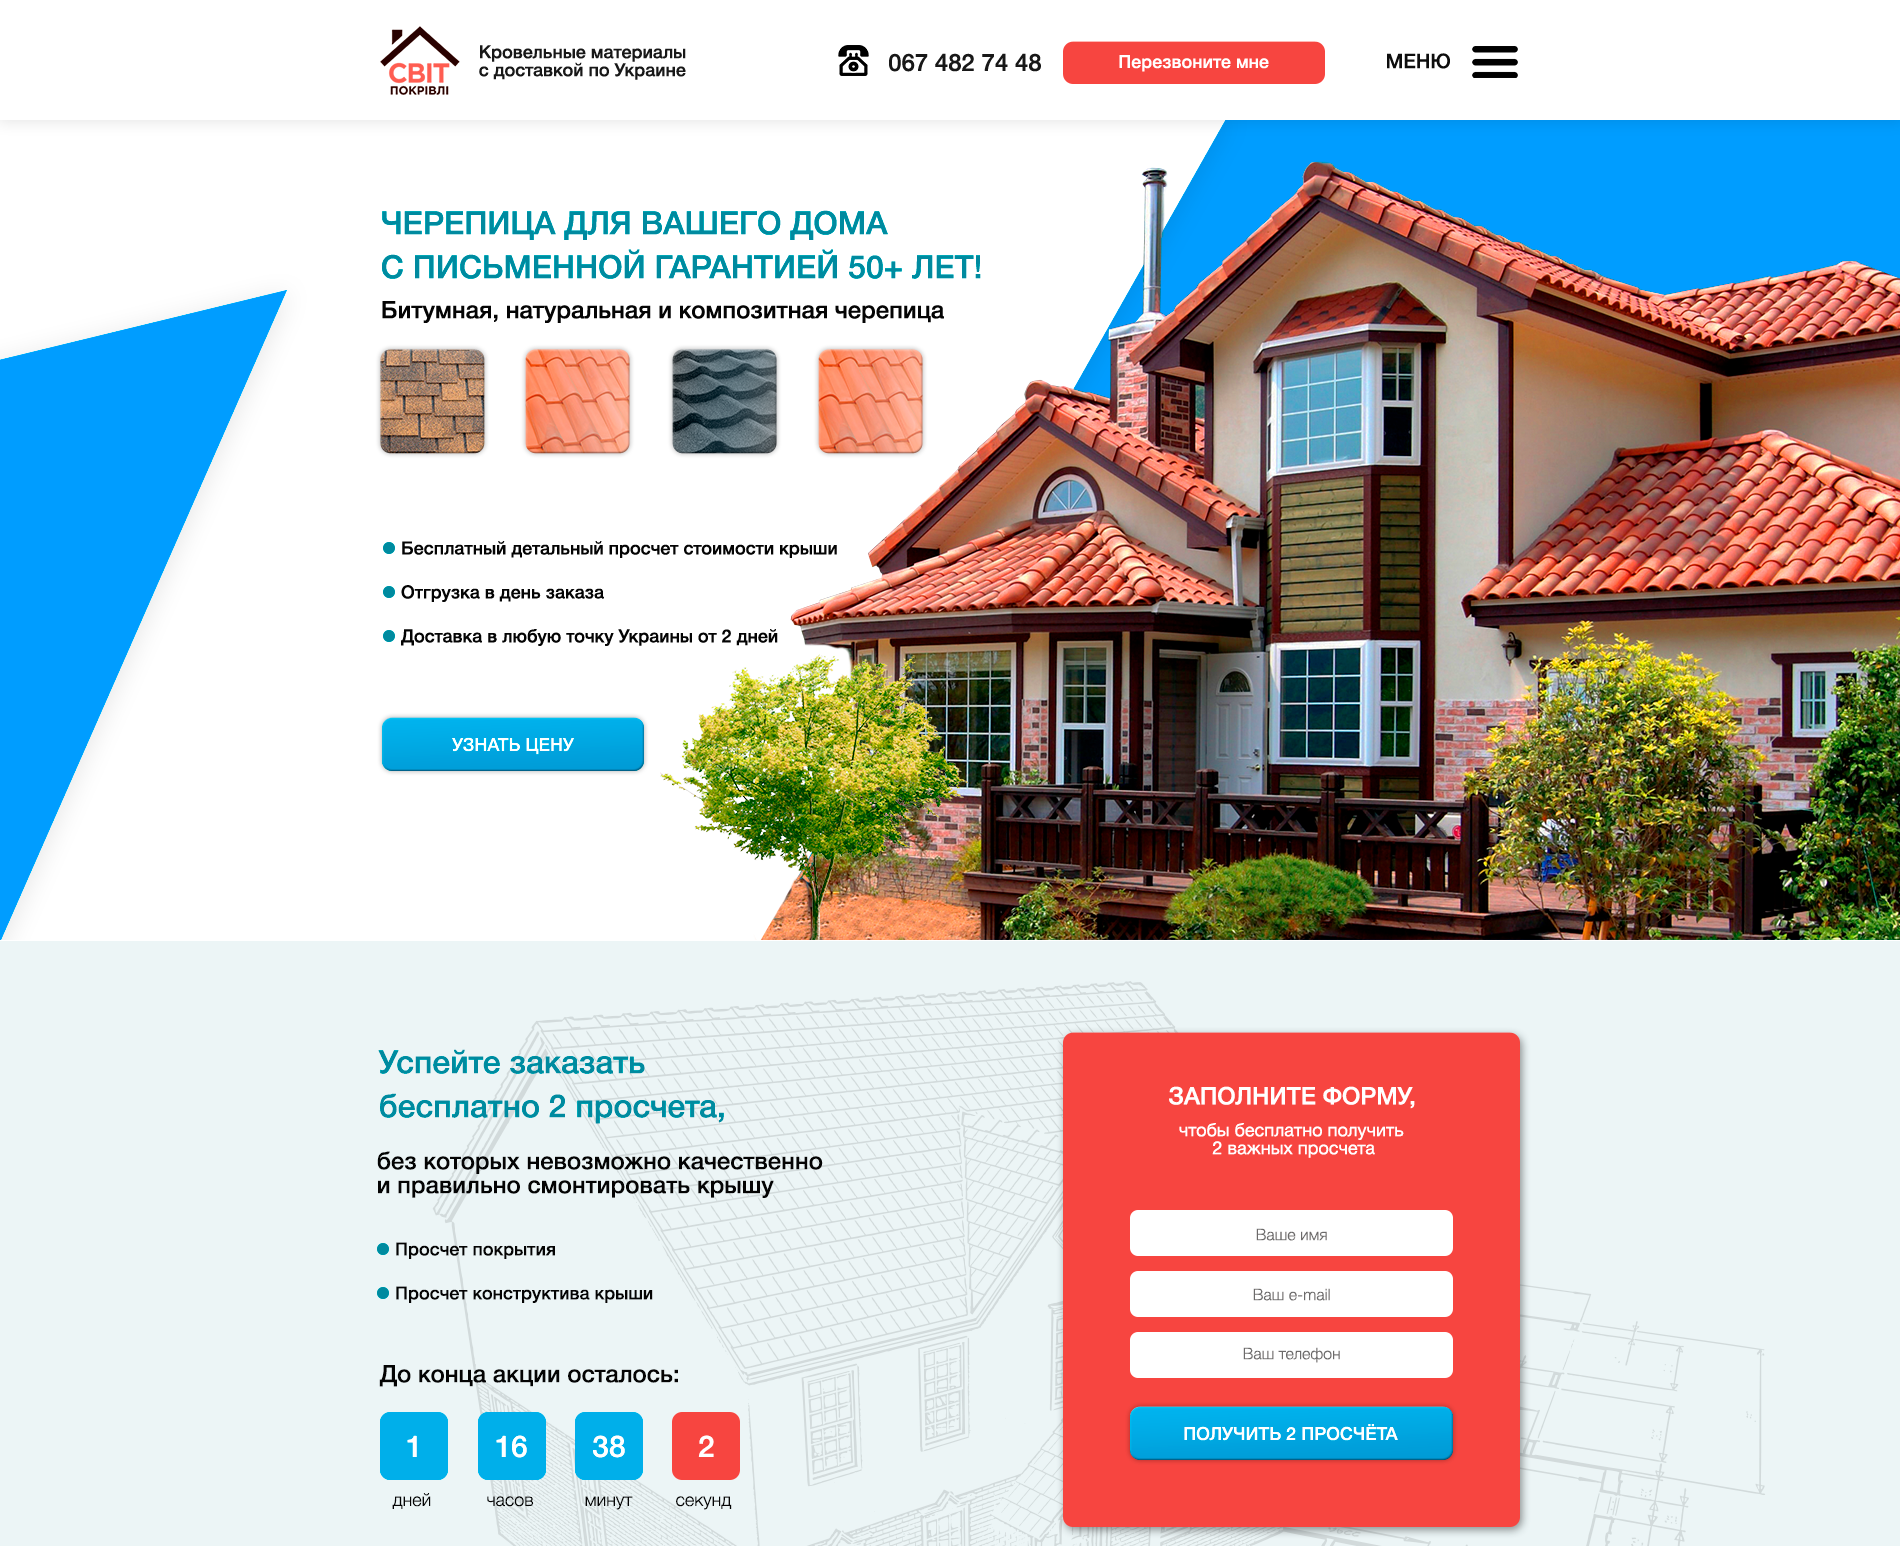 СВІТ
ПОКРІВЛІ
Кровельные материалы
с доставкой по Украине
067 482 74 48
Перезвоните мне
МЕНЮ
ЧЕРЕПИЦА ДЛЯ ВАШЕГО ДОМА
С ПИСЬМЕННОЙ ГАРАНТИЕЙ 50+ ЛЕТ!
Битумная, натуральная и композитная черепица
Бесплатный детальный просчет стоимости крыши
Отгрузка в день заказа
Доставка в любую точку Украины от 2 дней
УЗНАТЬ ЦЕНУ
Успейте заказать
бесплатно 2 просчета,
без которых невозможно качественно
и правильно смонтировать крышу
Просчет покрытия
Просчет конструктива крыши
До конца акции осталось:
1 16 38 2
дней часов минут секунд
ЗАПОЛНИТЕ ФОРМУ,
чтобы бесплатно получить
2 важных просчета
Ваше имя
Ваш e-mail
Ваш телефон
ПОЛУЧИТЬ 2 ПРОСЧЁТА